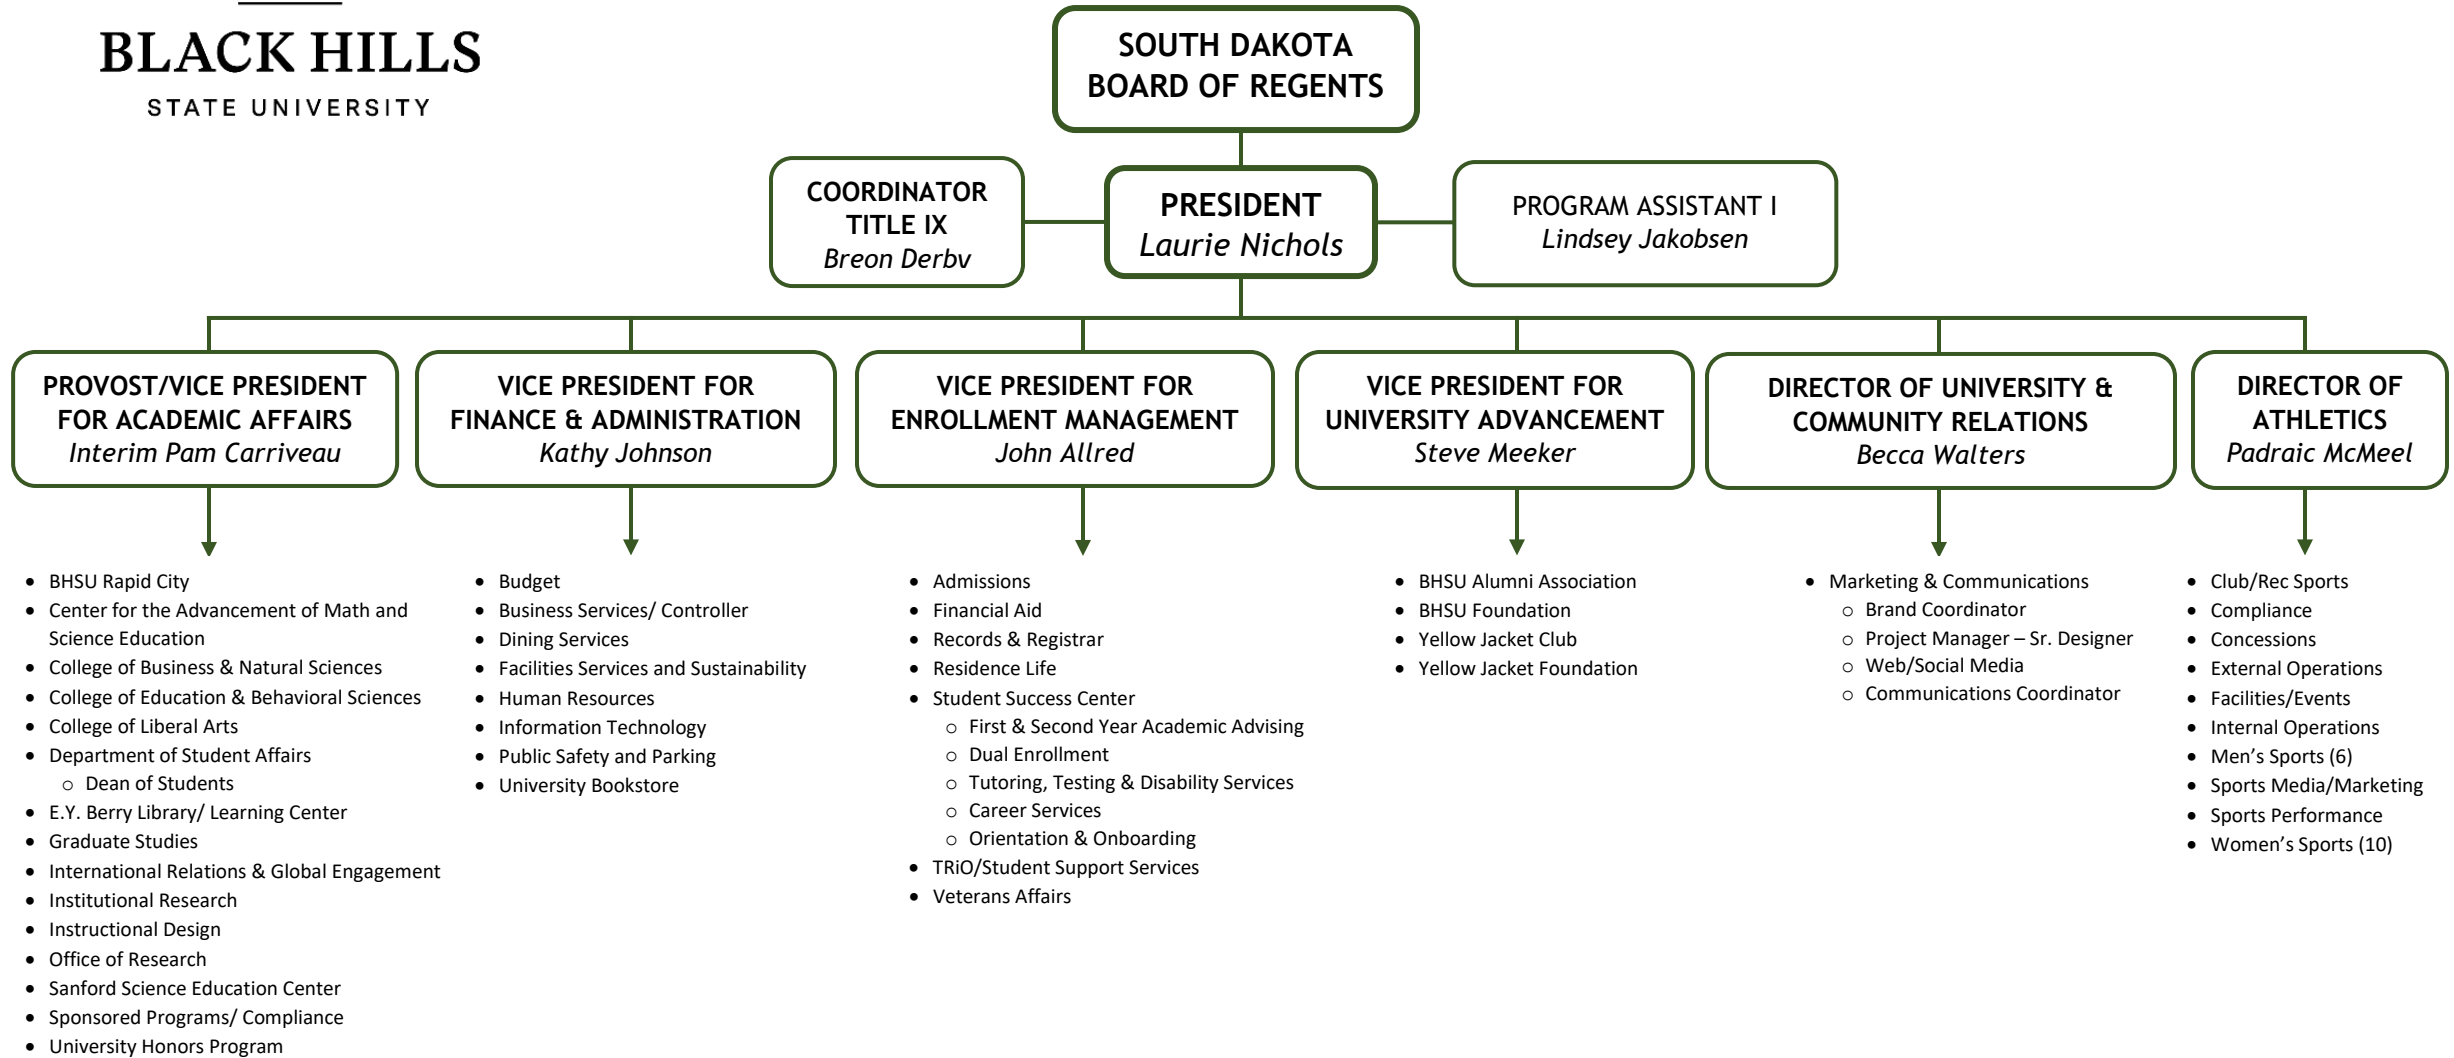 BLACK HILLS
STATE UNIVERSITY
SOUTH DAKOTA
BOARD OF REGENTS
COORDINATOR
TITLE IX
Breon Derbv
PRESIDENT
Laurie Nichols
PROGRAM ASSISTANT I
Lindsey Jakobsen
PROVOST/VICE PRESIDENT
FOR ACADEMIC AFFAIRS
Interim Pam Carriveau
VICE PRESIDENT FOR
FINANCE & ADMINISTRATION
Kathy Johnson
VICE PRESIDENT FOR
ENROLLMENT MANAGEMENT
John Allred
VICE PRESIDENT FOR
UNIVERSITY ADVANCEMENT
Steve Meeker
DIRECTOR OF UNIVERSITY &
COMMUNITY RELATIONS
Becca Walters
DIRECTOR OF
ATHLETICS
Padraic McMeel
• BHSU Rapid City
• Center for the Advancement of Math and
Science Education
• College of Business & Natural Sciences
• College of Education & Behavioral Sciences
• College of Liberal Arts
• Department of Student Affairs
o Dean of Students
• E.Y. Berry Library/ Learning Center
• Graduate Studies
• International Relations & Global Engagement
• Institutional Research
• Instructional Design
• Office of Research
• Sanford Science Education Center
• Sponsored Programs/ Compliance
• University Honors Program
• Budget
• Business Services/ Controller
• Dining Services
• Facilities Services and Sustainability
• Human Resources
• Information Technology
• Public Safety and Parking
• University Bookstore
• Admissions
• Financial Aid
• Records & Registrar
• Residence Life
• Student Success Center
o First & Second Year Academic Advising
o Dual Enrollment
o Tutoring, Testing & Disability Services
o Career Services
o Orientation & Onboarding
• TRiO/Student Support Services
• Veterans Affairs
• BHSU Alumni Association
• BHSU Foundation
• Yellow Jacket Club
• Yellow Jacket Foundation
• Marketing & Communications
o Brand Coordinator
o Project Manager – Sr. Designer
o Web/Social Media
o Communications Coordinator
• Club/Rec Sports
• Compliance
• Concessions
• External Operations
• Facilities/Events
• Internal Operations
• Men’s Sports (6)
• Sports Media/Marketing
• Sports Performance
• Women’s Sports (10)